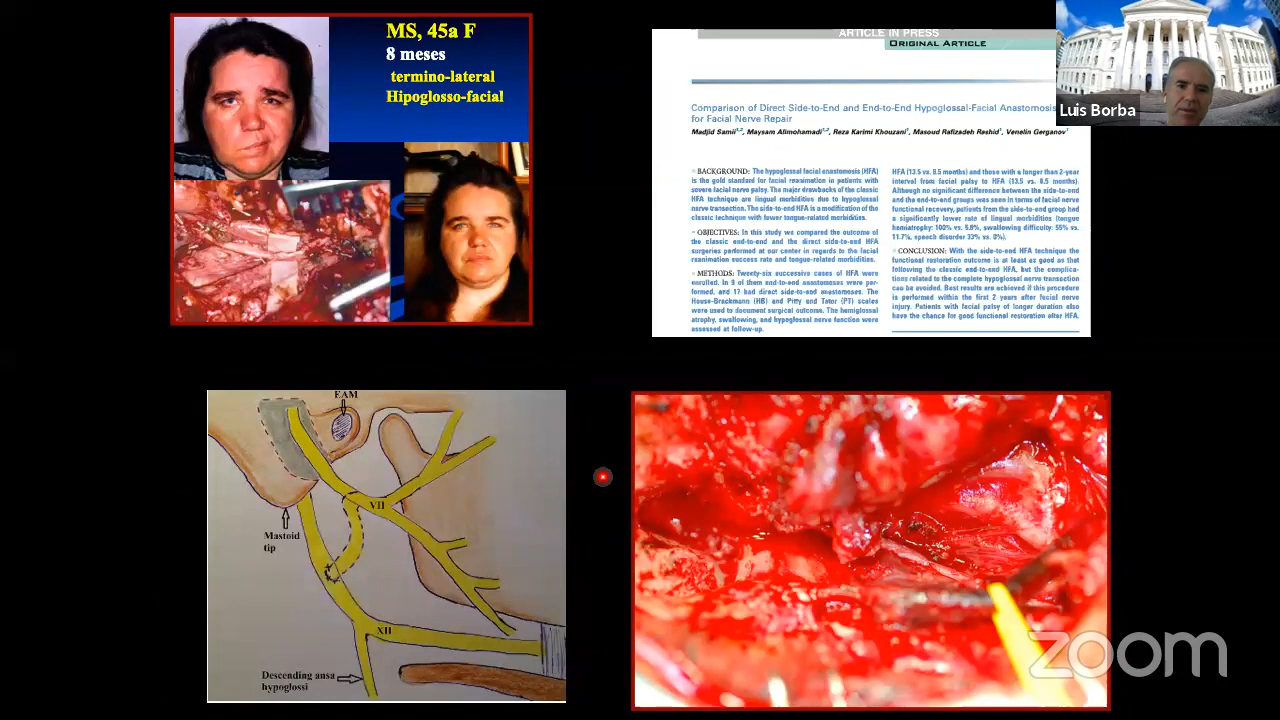 MS, 45a F
8 meses
termino-lateral
Hipoglosso-facial
ARTICLE IN PRESS
ORIGINAL ARTICLE
Comparison of Direct Side-to-End and End-to-End Hypoglossal-Facial Anastomosis
for Facial Nerve Repair
Madjid Samii1,2, Maysam Alimohamadi1,2, Reza Karimi Khouzani1, Masoud Rafizadeh Rashid1, Venelin Gerganov1
BACKGROUND: The hypoglossal facial anastomosis (HFA)
is the gold standard for facial reanimation in patients with
severe facial nerve palsy. The major drawbacks of the classic
HFA technique are lingual morbidities due to hypoglossal
nerve transection. The side-to-end HFA is a modification of the
classic technique with fewer tongue-related morbidities.
OBJECTIVES: In this study we compared the outcome of
the classic end-to-end and the direct side-to-end HFA
surgeries performed at our center in regards to the facial
reanimation success rate and tongue-related morbidities.
METHODS: Twenty-six successive cases of HFA were
enrolled. In 9 of them end-to-end anastomoses were per-
formed, and 17 had direct side-to-end anastomoses. The
House-Brackmann (HB) and Pitty and Tator (PT) scales
were used to document surgical outcome. The hemiglossal
atrophy, swallowing, and hypoglossal nerve function were
assessed at follow-up.
HFA (13.5 vs. 8.5 months) and those with a longer than 2-year
interval from facial palsy to HFA (13.5 vs. 8.5 months).
Although no significant difference between the side-to-end
and the end-to-end groups was seen in terms of facial nerve
functional recovery, patients from the side-to-end group had
a significantly lower rate of lingual morbidities (tongue
hemiatrophy: 100% vs. 5.8%, swallowing difficulty: 55% vs.
11.7%, speech disorder 33% vs. 0%).
CONCLUSION: With the side-to-end HFA technique the
functional restoration outcome is at least as good as that
following the classic end-to-end HFA, but the complica-
tions related to the complete hypoglossal nerve transection
can be avoided. Best results are achieved if this procedure
is performed within the first 2 years after facial nerve
injury. Patients with facial palsy of longer duration also
have the chance for good functional restoration after HFA.
Luis Borba
EAM
VII
Mastoid
tip
XII
Descending ansa
hypoglossi
zoom